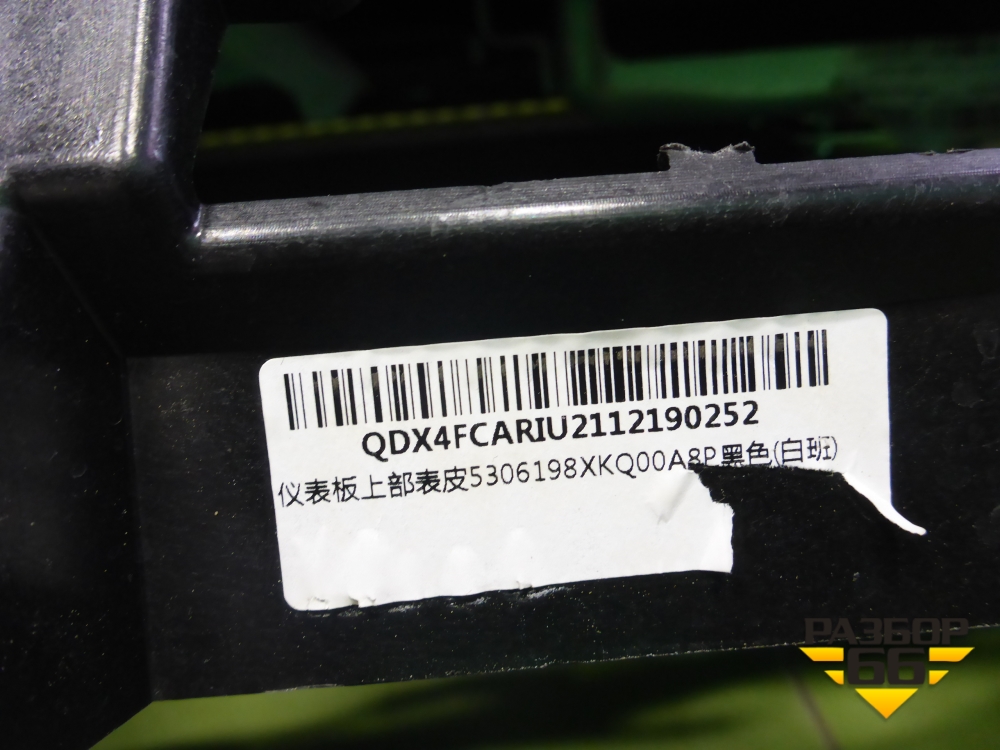 QDX4FCARIU2112190252
仪表板上部表皮5306198XKQ00A8P黑色(白班)
РАЗБОР
66